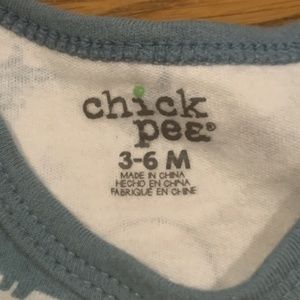 chick
pea®
3-6 M
MADE IN CHINA
HECHO EN CHINA
FABRIQUÉ EN CHINE